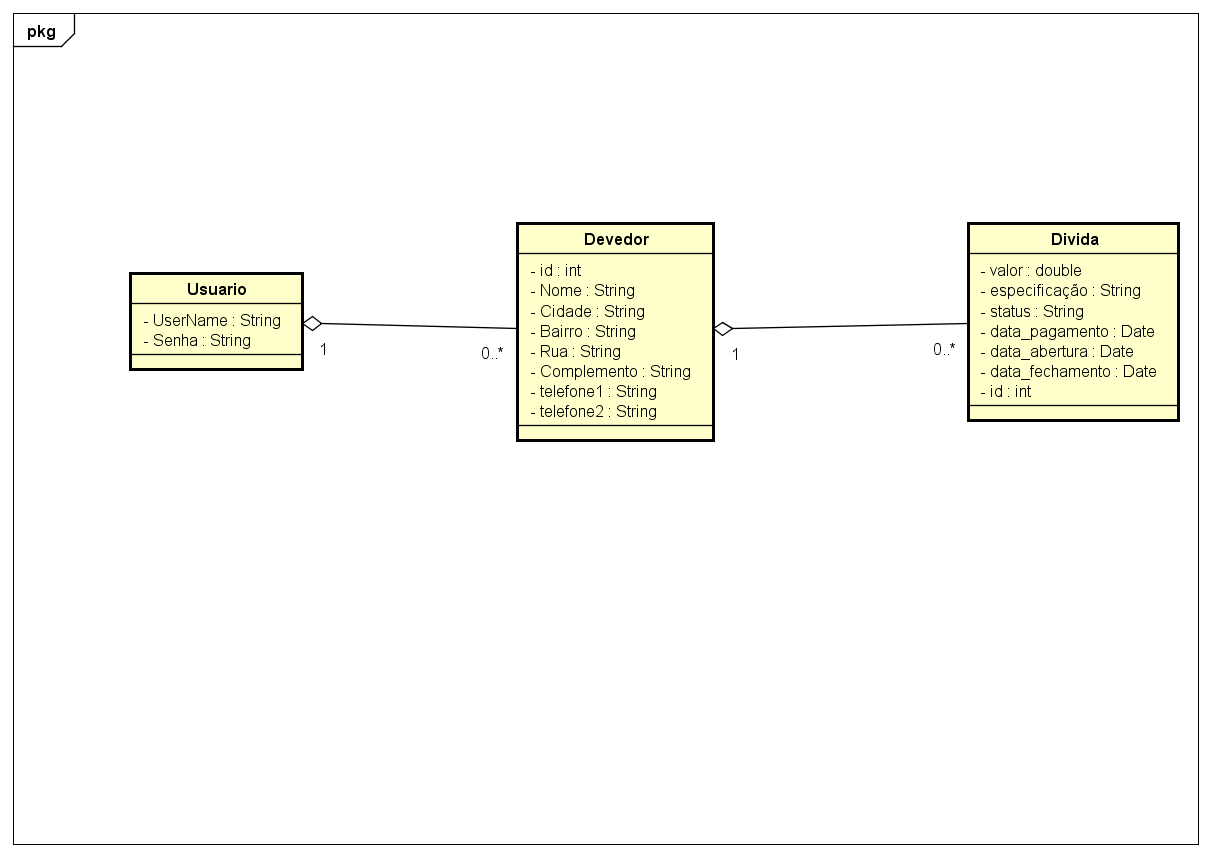 pkg
Usuario
- UserName : String
- Senha : String
1
0..*
Devedor
- id : int
- Nome : String
- Cidade : String
- Bairro : String
- Rua : String
- Complemento : String
- telefone1 : String
- telefone2 : String
1
0..*
Divida
- valor : double
- especificação : String
- status : String
- data_pagamento : Date
- data_abertura : Date
- data_fechamento : Date
- id : int